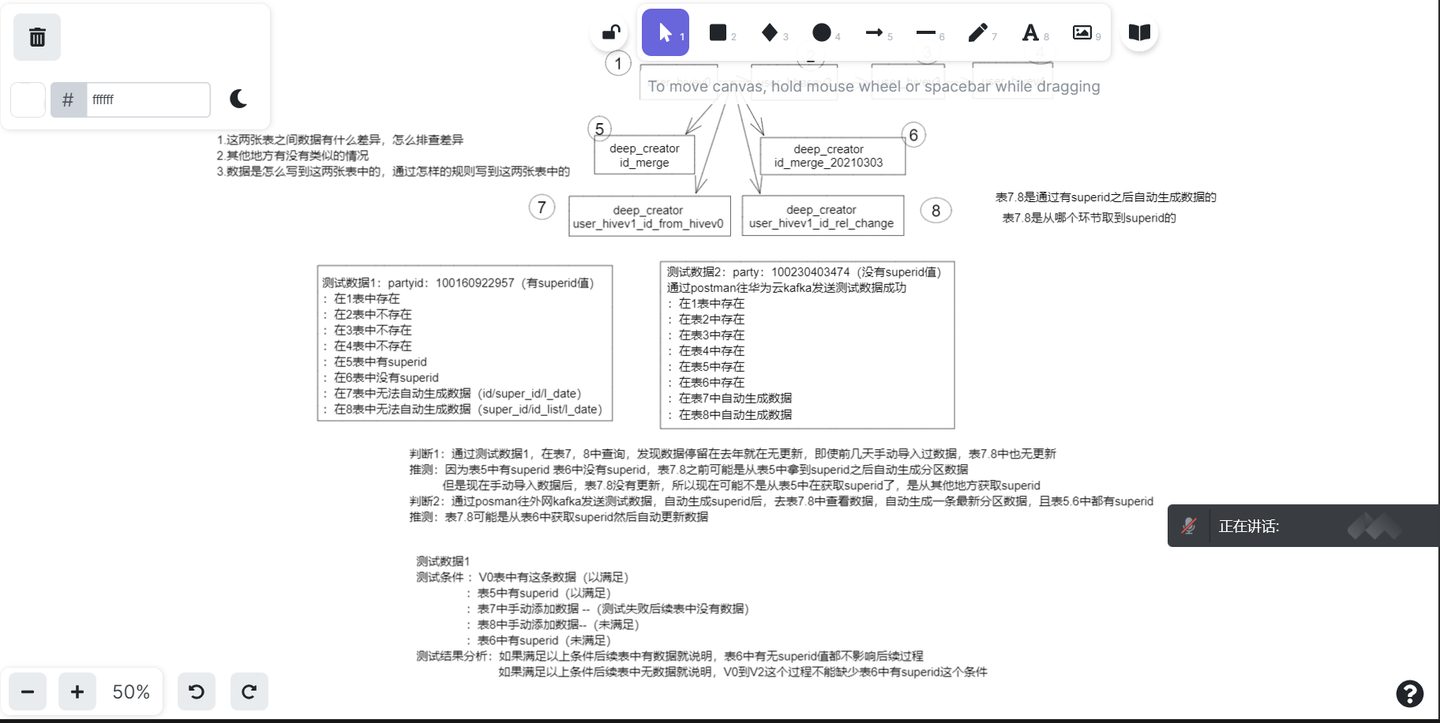 1
2
3
4
5
6
7
8
9
# ffffff
To move canvas, hold mouse wheel or spacebar while dragging
1
1.这两张表之间数据有什么差异，怎么排查差异
2.其他地方有没有类似的情况
3.数据是怎么写到这两张表中的，通过怎样的规则写到这两张表中的
5
deep_creator
id_merge
6
deep_creator
id_merge_20210303
7
deep_creator
user_hivev1_id_from_hivev0
deep_creator
user_hivev1_id_rel_change
8
表7.8是通过有superid之后自动生成数据的
表7.8是从哪个环节取到superid的
测试数据1：partyid：100160922957（有superid值）
：在1表中存在
：在2表中不存在
：在3表中不存在
：在4表中不存在
：在5表中有superid
：在6表中没有superid
：在7表中无法自动生成数据（id/super_id/l_date）
：在8表中无法自动生成数据（super_id/id_list/l_date）
测试数据2：party：100230403474（没有superid值）
通过postman往华为云kafka发送测试数据成功
：在1表中存在
：在表2中存在
：在表3中存在
：在表4中存在
：在表5中存在
：在表6中存在
：在表7中自动生成数据
：在表8中自动生成数据
判断1：通过测试数据1，在表7，8中查询，发现数据停留在去年就在无更新，即使前几天手动导入过数据，表7.8中也无更新
推测：因为表5中有superid 表6中没有superid，表7.8之前可能是从表5中拿到superid之后自动生成分区数据
但是现在手动导入数据后，表7.8没有更新，所以现在可能不是从表5中在获取superid了，是从其他地方获取superid
判断2：通过posman往外网kafka发送测试数据，自动生成superid后，去表7.8中查看数据，自动生成一条最新分区数据，且表5.6中都有superid
推测：表7.8可能是从表6中获取superid然后自动更新数据
正在讲话:
测试数据1
测试条件 ：V0表中有这条数据（以满足）
：表5中有superid（以满足）
：表7中手动添加数据 --（测试失败后续表中没有数据）
：表8中手动添加数据--（未满足）
：表6中有superid（未满足）
测试结果分析：如果满足以上条件后续表中有数据就说明，表6中有无superid值都不影响后续过程
如果满足以上条件后续表中无数据就说明，V0到V2这个过程不能缺少表6中有superid这个条件
50%